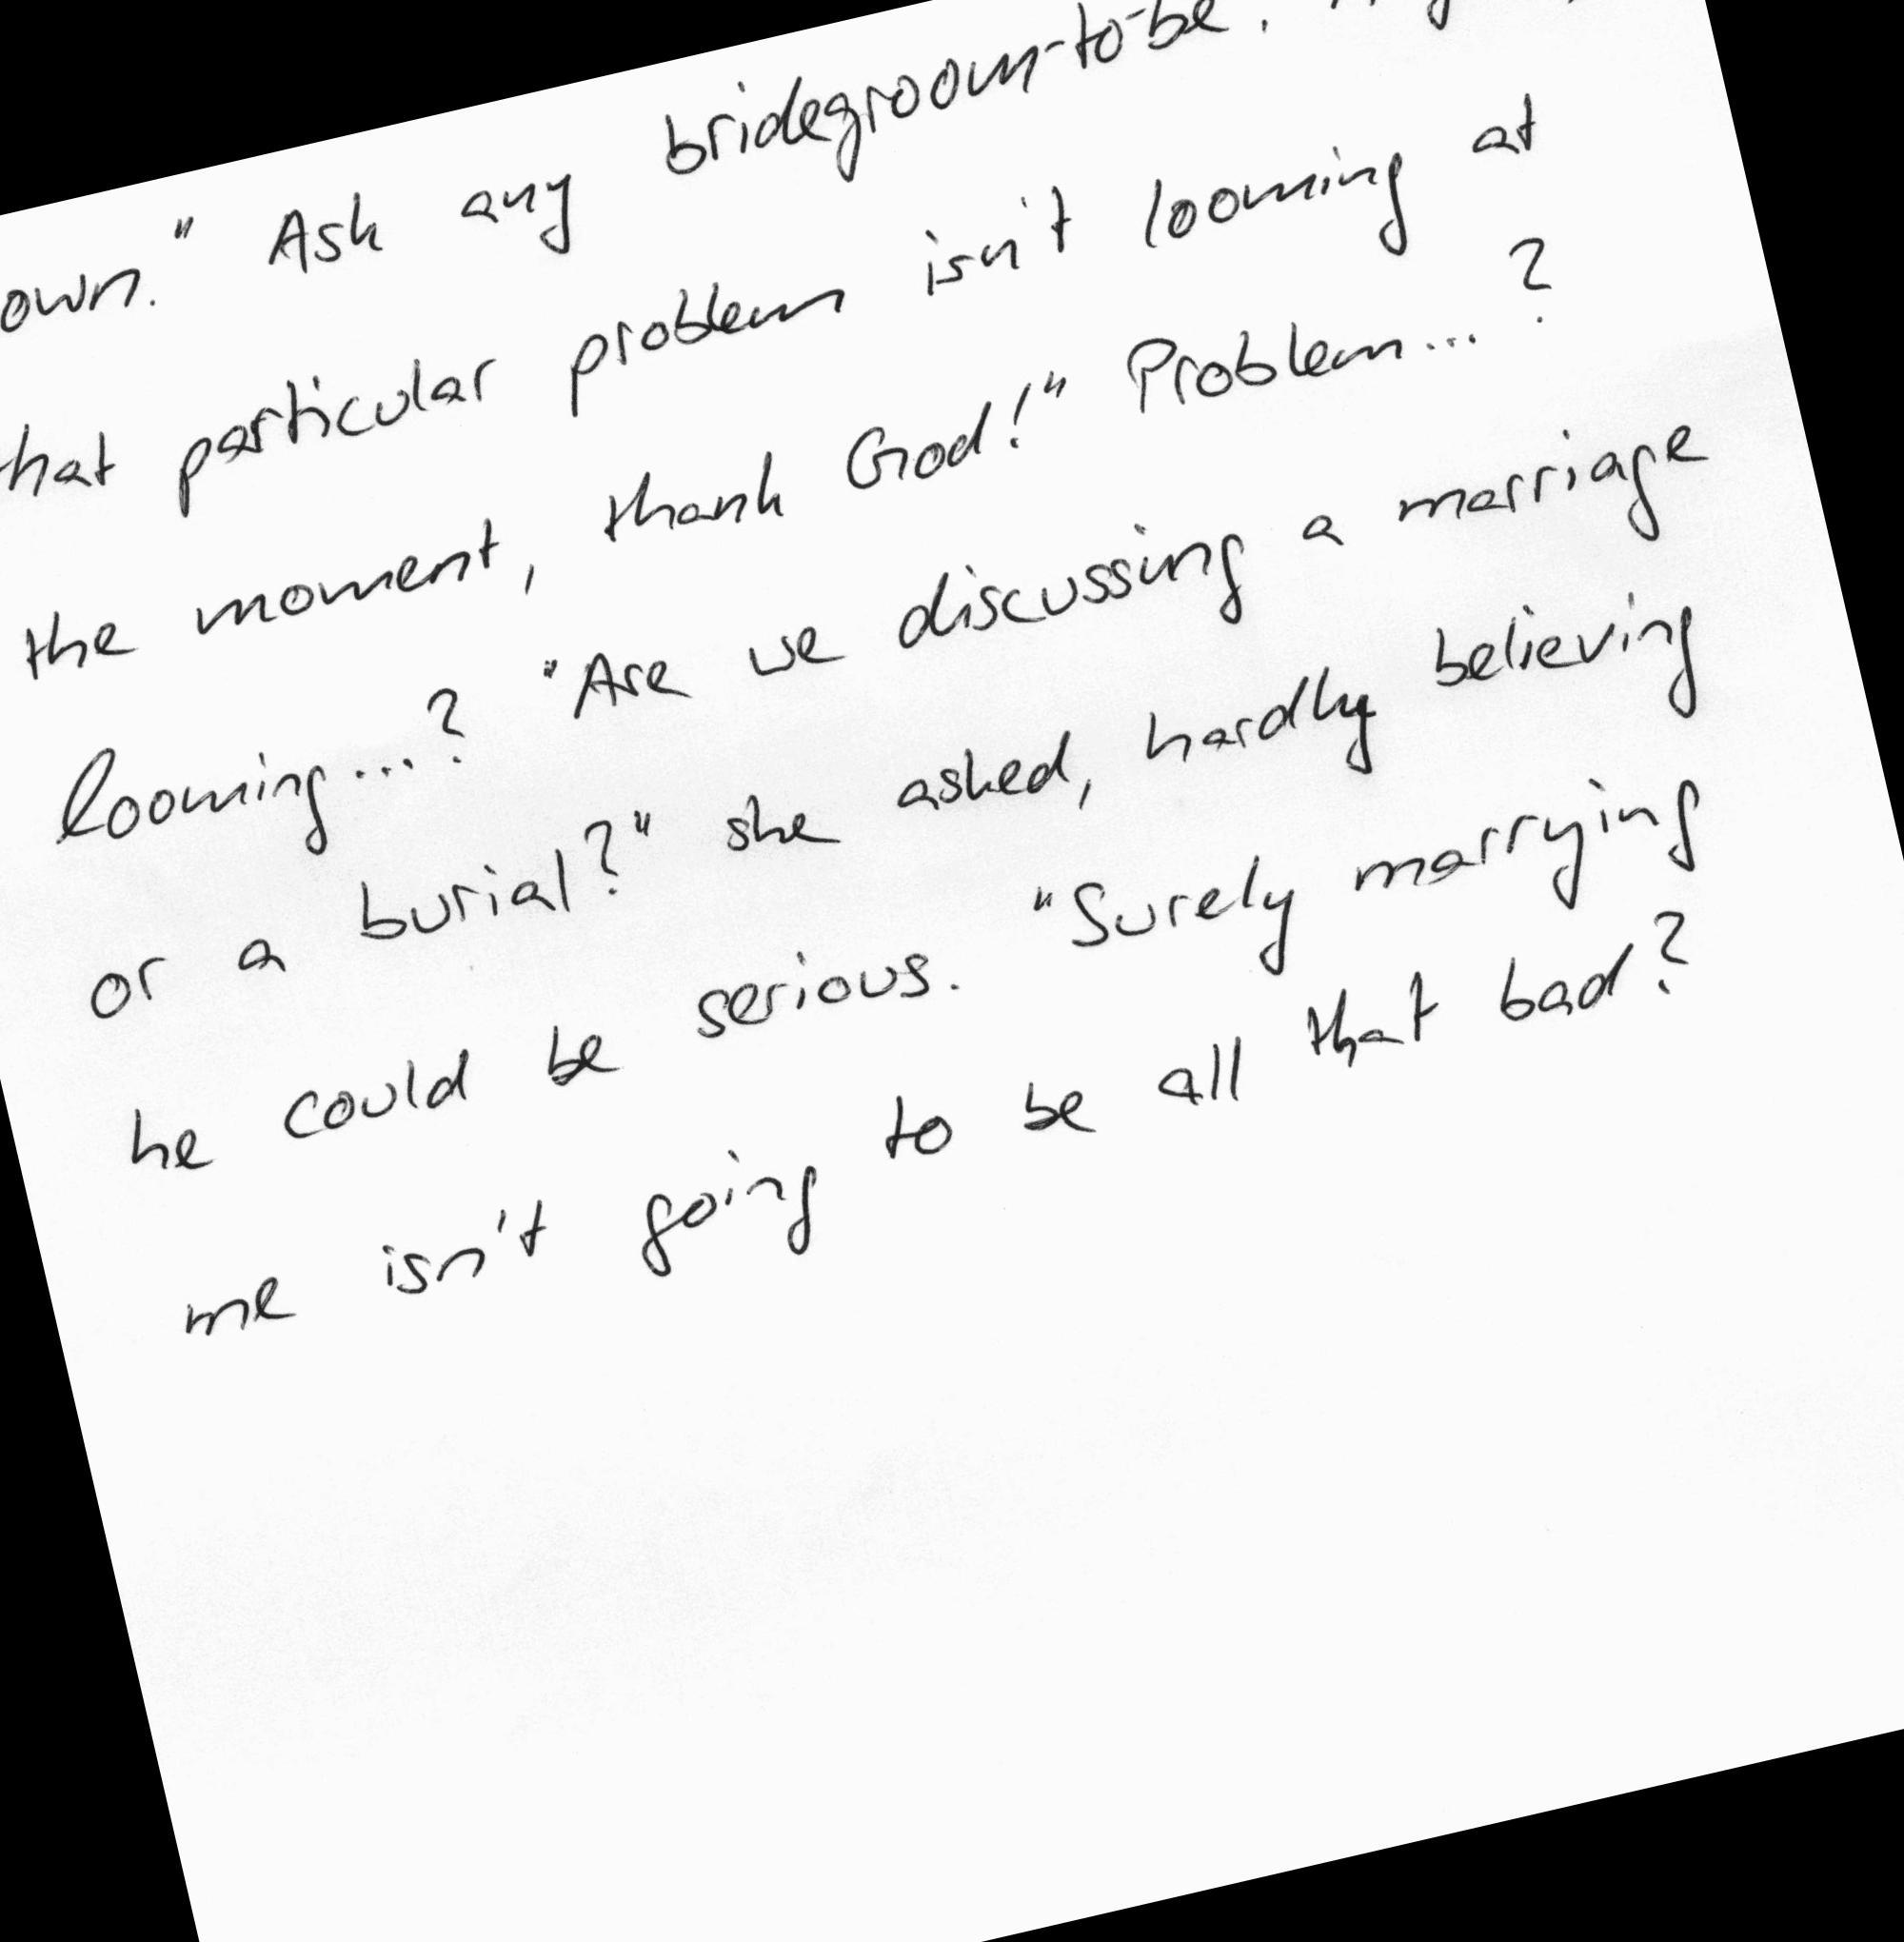 own." Ask any bridegroom-to-be.
particular problem isn't looming at
the moment, thank God!" Problem...?
looming...? "Are we discussing a marriage
or a burial?" she asked, hardly believing
he could be serious. "Surely marrying
me isn't going to be all that bad?